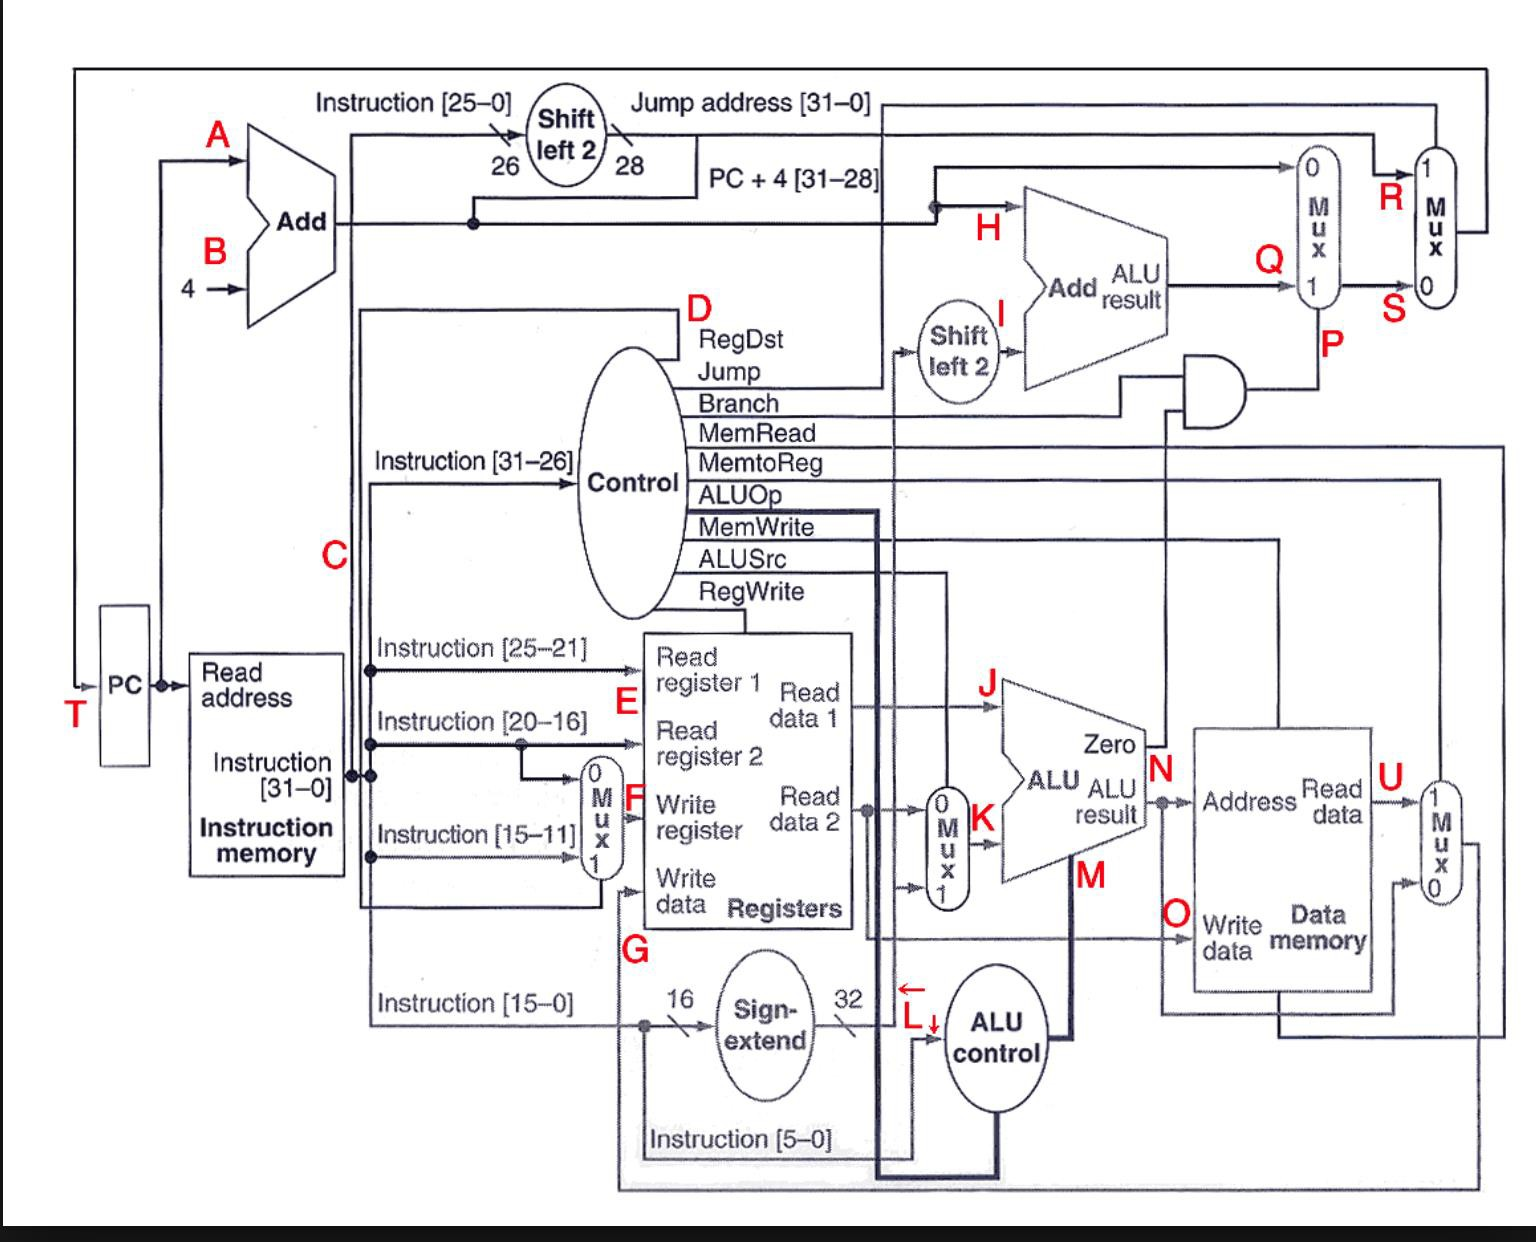 Instruction [25–0]
Shift
left 2
Jump address [31–0]
A
26
28
PC + 4 [31–28]
0
M
u
x
1
R
1
M
u
x
0
Add
B
4
H
Q
S
Add
ALU
result
I
Shift
left 2
P
D
RegDst
Jump
Branch
MemRead
MemtoReg
ALUOp
MemWrite
ALUSrc
RegWrite
Instruction [31–26]
Control
C
T
PC
Read
address
Instruction
[31–0]
Instruction
memory
Instruction [25–21]
E
Instruction [20–16]
0
M
u
x
1
F
Instruction [15–11]
Read
register 1
Read
register 2
Write
register
Write
data
Read
data 1
Read
data 2
Registers
G
J
0
M
u
x
1
K
Zero
ALU
ALU
result
N
M
O
Address
Read
data
Write
data
Data
memory
U
1
M
u
x
0
Instruction [15–0]
16
Sign-
extend
32
←
L↓
ALU
control
Instruction [5–0]